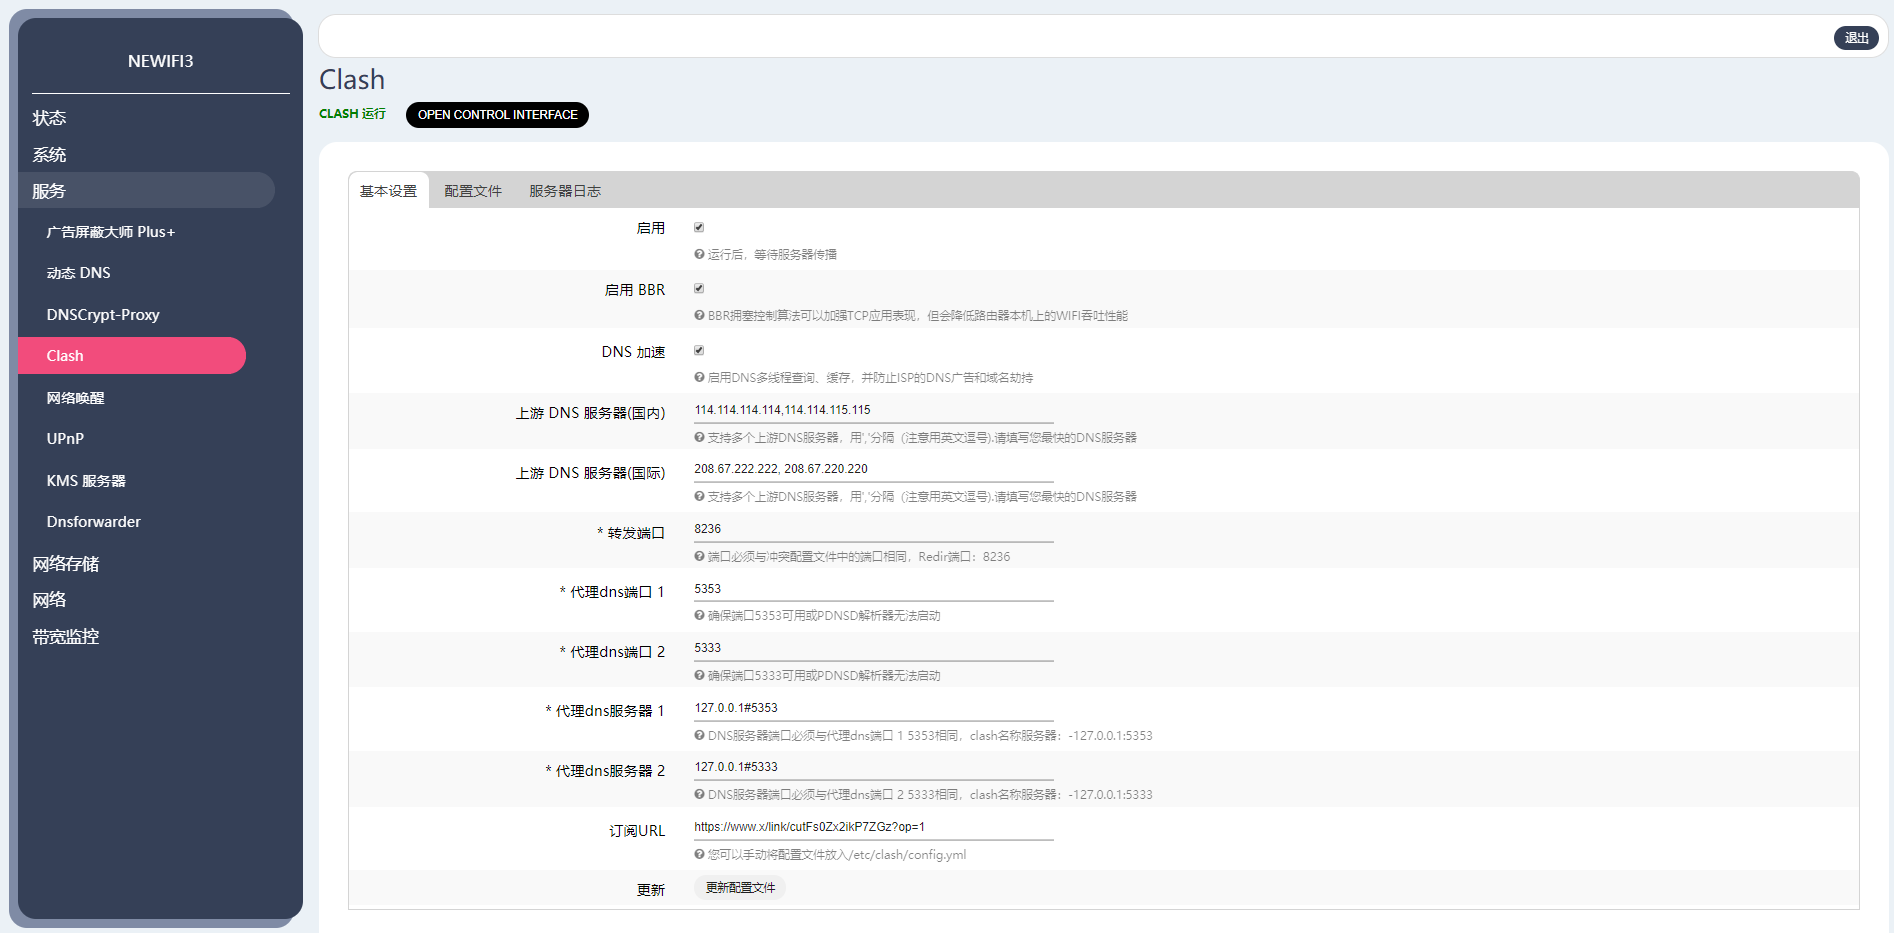 NEWIFI3
状态
系统
服务
广告屏蔽大师 Plus+
动态 DNS
DNSCrypt-Proxy
Clash
网络唤醒
UPnP
KMS 服务器
Dnsforwarder
网络存储
网络
带宽监控
退出
Clash
CLASH 运行 OPEN CONTROL INTERFACE
基本设置 配置文件 服务器日志
启用
运行后，等待服务器传播
启用 BBR
BBR拥塞控制算法可以加强TCP应用表现，但会降低路由器本机上的WIFI吞吐性能
DNS 加速
启用DNS多线程查询、缓存，并防止ISP的DNS广告和域名劫持
上游 DNS 服务器(国内) 114.114.114.114,114.114.115.115
支持多个上游DNS服务器，用','分隔（注意用英文逗号).请填写您最快的DNS服务器
上游 DNS 服务器(国际) 208.67.222.222, 208.67.220.220
支持多个上游DNS服务器，用','分隔（注意用英文逗号).请填写您最快的DNS服务器
* 转发端口 8236
端口必须与冲突配置文件中的端口相同，Redir端口：8236
* 代理dns端口 1 5353
确保端口5353可用或PDNSD解析器无法启动
* 代理dns端口 2 5333
确保端口5333可用或PDNSD解析器无法启动
* 代理dns服务器 1 127.0.0.1#5353
DNS服务器端口必须与代理dns端口 1 5353相同，clash名称服务器：-127.0.0.1:5353
* 代理dns服务器 2 127.0.0.1#5333
DNS服务器端口必须与代理dns端口 2 5333相同，clash名称服务器：-127.0.0.1:5333
订阅URL https://www.x/link/cutFs0Zx2ikP7ZGz?op=1
您可以手动将配置文件放入/etc/clash/config.yml
更新 更新配置文件